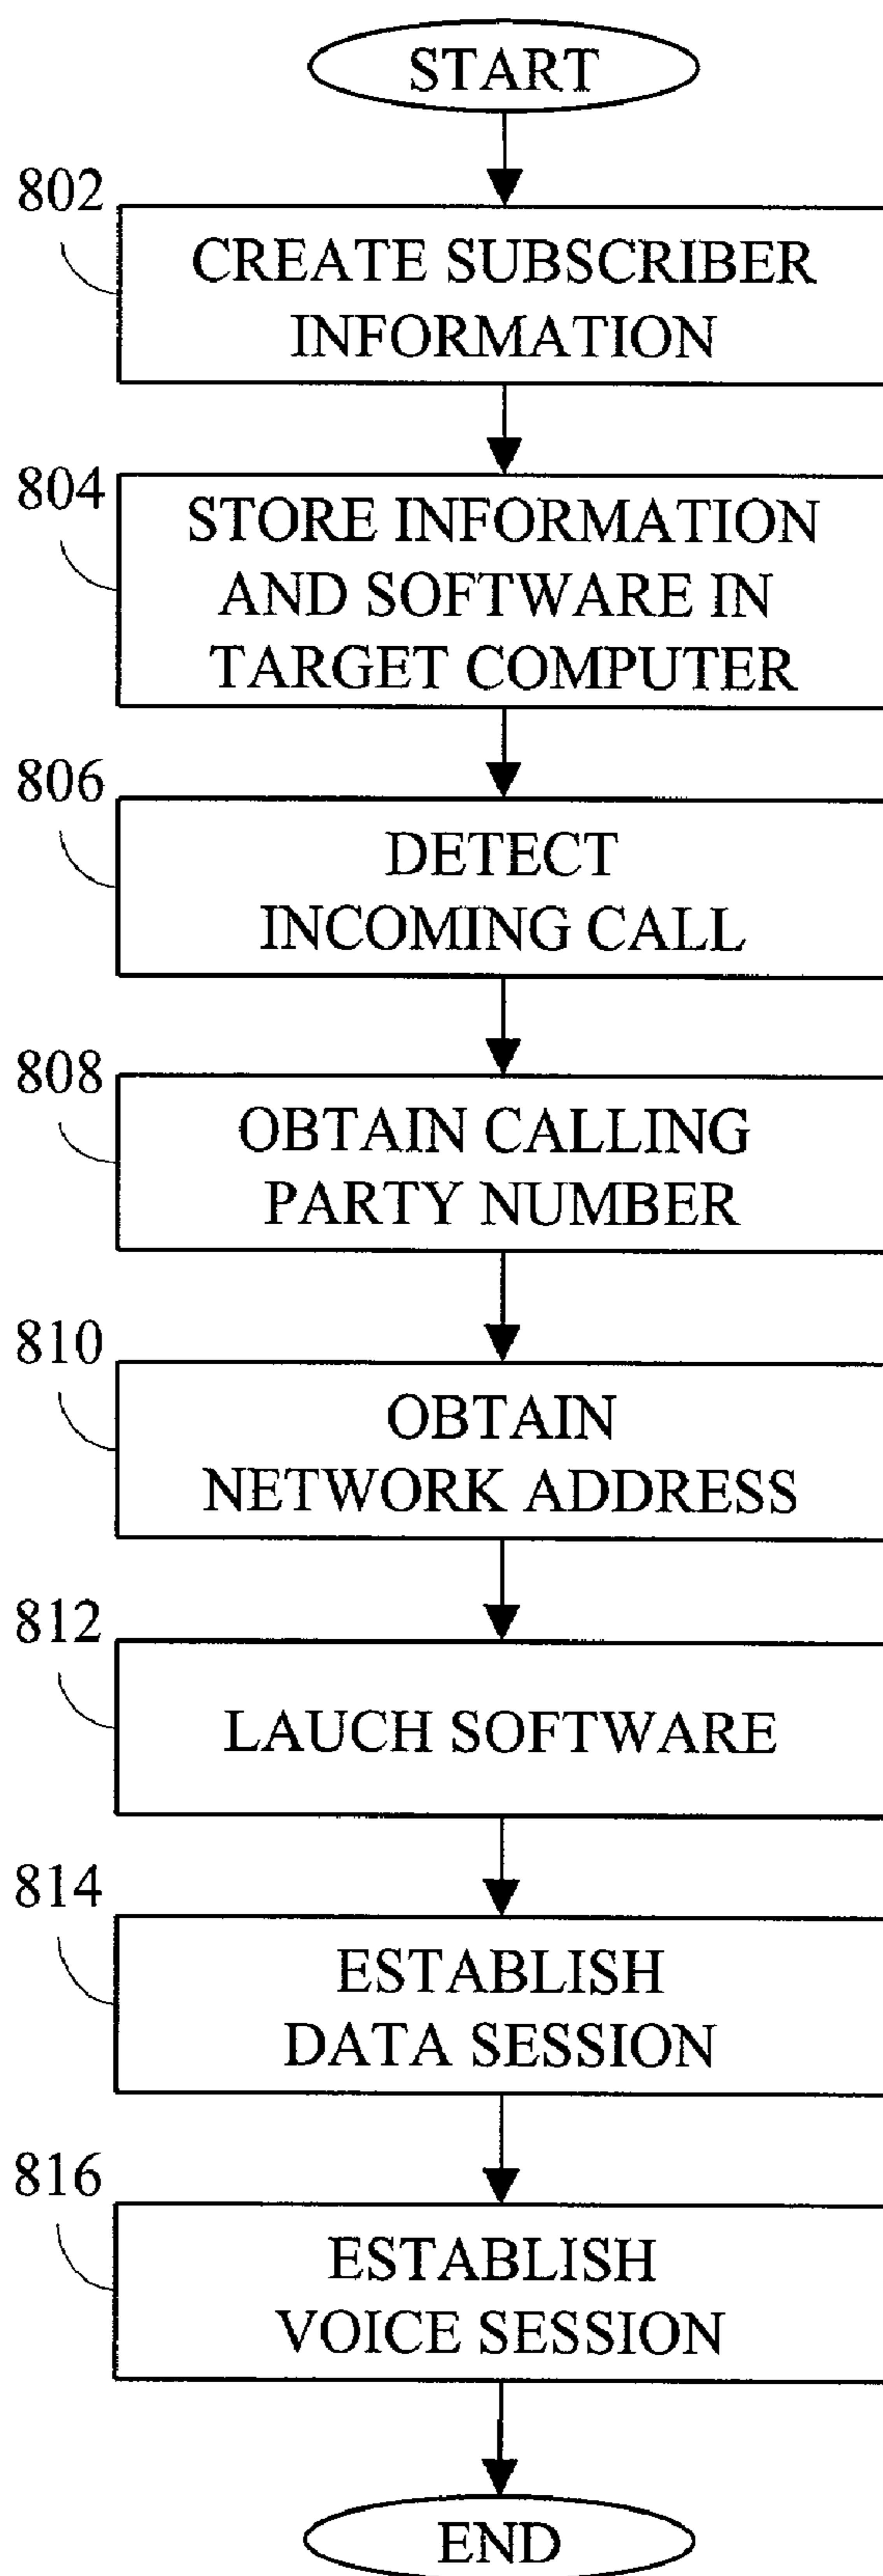 START
802
CREATE SUBSCRIBER
INFORMATION
804
STORE INFORMATION
AND SOFTWARE IN
TARGET COMPUTER
806
DETECT
INCOMING CALL
808
OBTAIN CALLING
PARTY NUMBER
810
OBTAIN
NETWORK ADDRESS
812
LAUCH SOFTWARE
814
ESTABLISH
DATA SESSION
816
ESTABLISH
VOICE SESSION
END